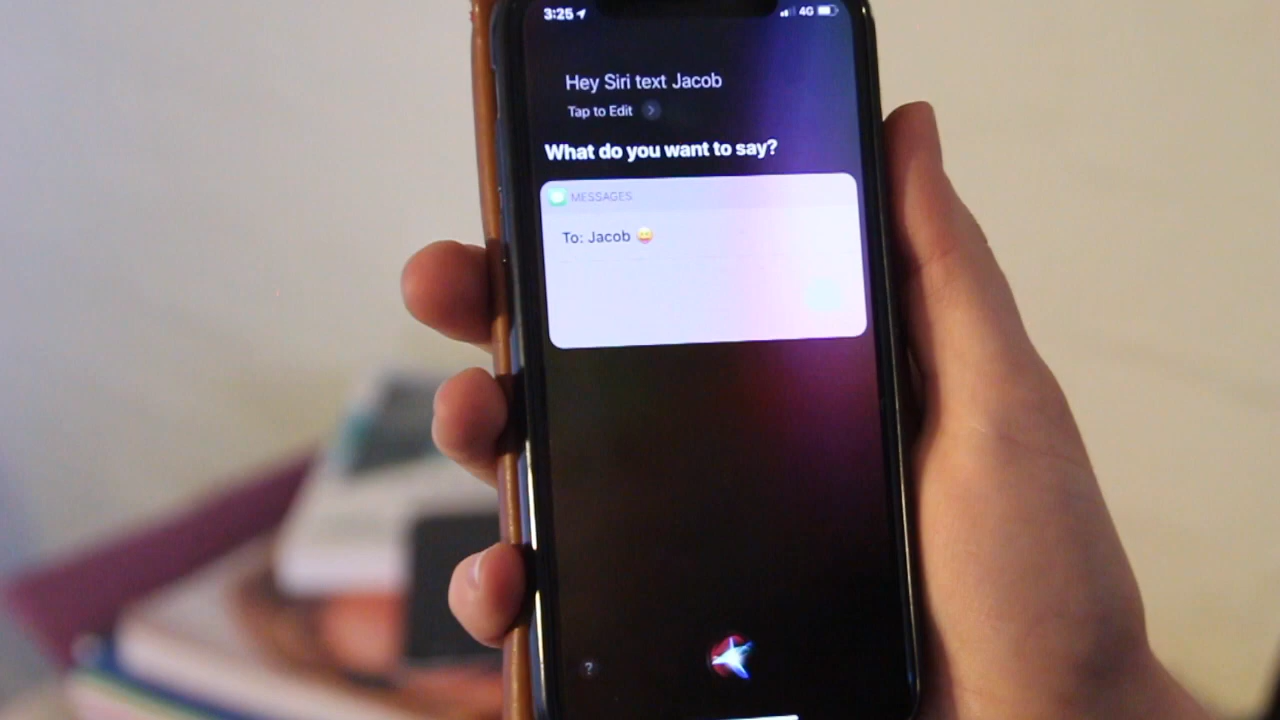 3:25
4G
Hey Siri text Jacob
Tap to Edit
What do you want to say?
MESSAGES
To: Jacob 😛
?